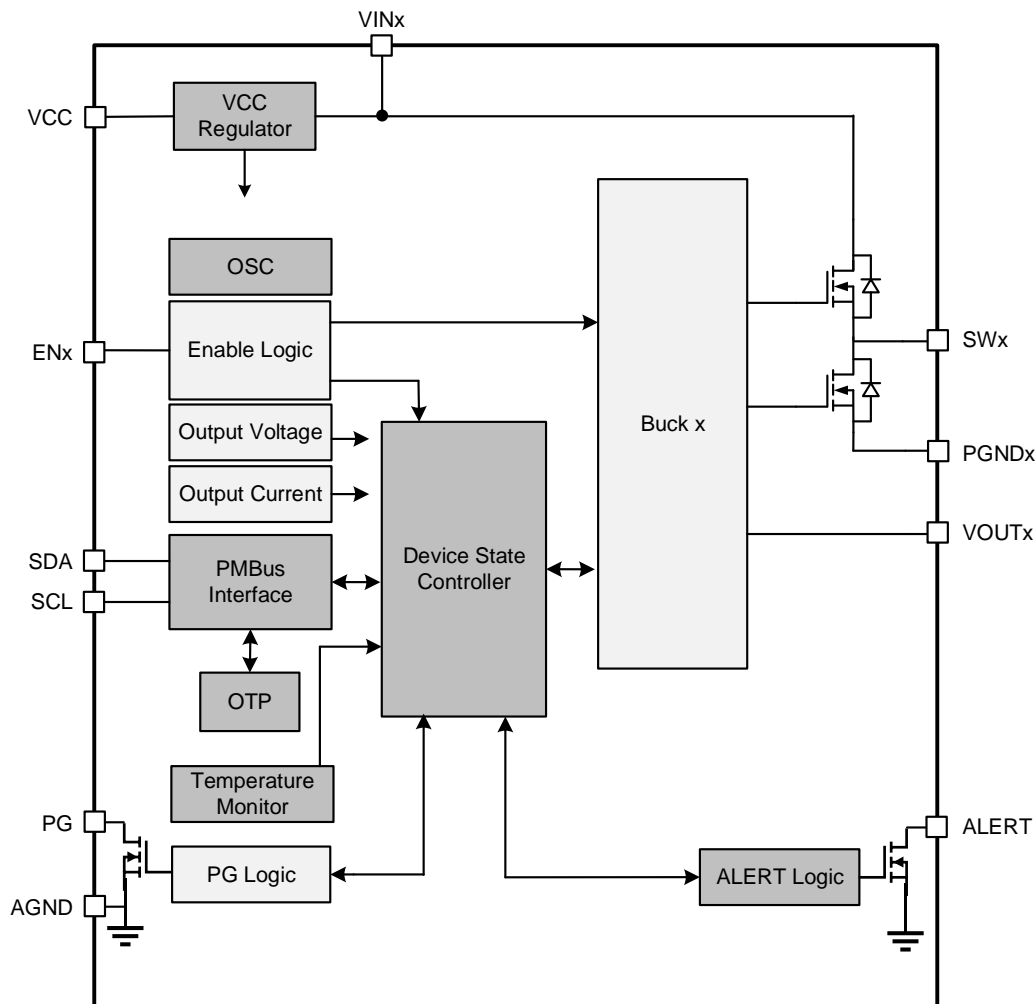 VINx
VCC
VCC
Regulator
OSC
ENx
Enable Logic
SWx
Output Voltage
Buck x
PGNDx
Output Current
VOUTx
SDA
PMBus
Interface
Device State
Controller
SCL
OTP
Temperature
Monitor
PG
ALERT
PG Logic
ALERT Logic
AGND